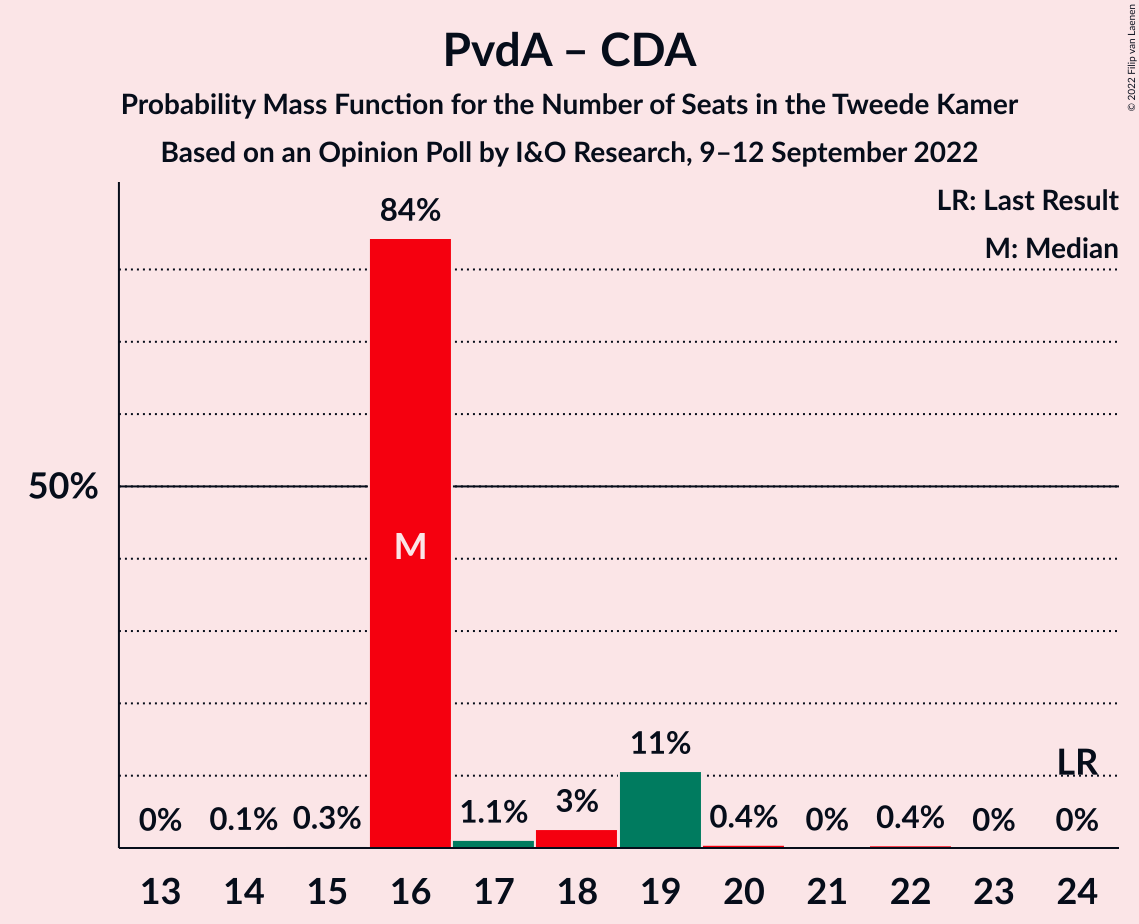 PvdA – CDA
Probability Mass Function for the Number of Seats in the Tweede Kamer
Based on an Opinion Poll by I&O Research, 9–12 September 2022
© 2022 Filip van Laenen
LR: Last Result
M: Median
84%
50%
M
11%
LR
0% 0.1% 0.3% 1.1% 3% 0.4% 0% 0.4% 0% 0%
13 14 15 16 17 18 19 20 21 22 23 24